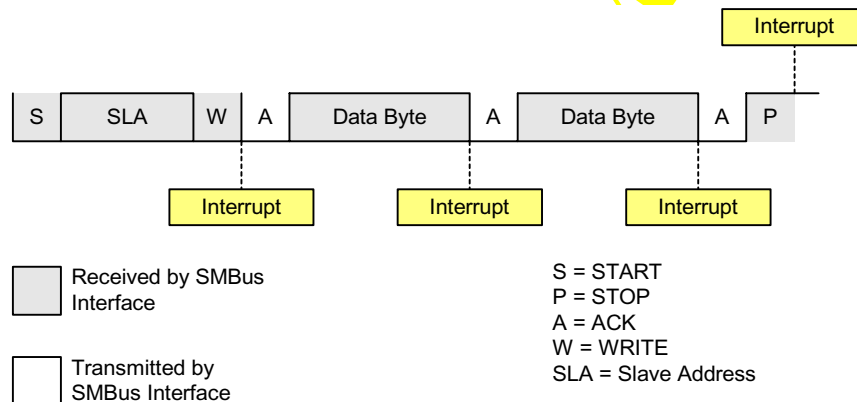 Interrupt
S SLA W A Data Byte A Data Byte A P
Interrupt Interrupt Interrupt
Received by SMBus
Interface
Transmitted by
SMBus Interface
S = START
P = STOP
A = ACK
W = WRITE
SLA = Slave Address